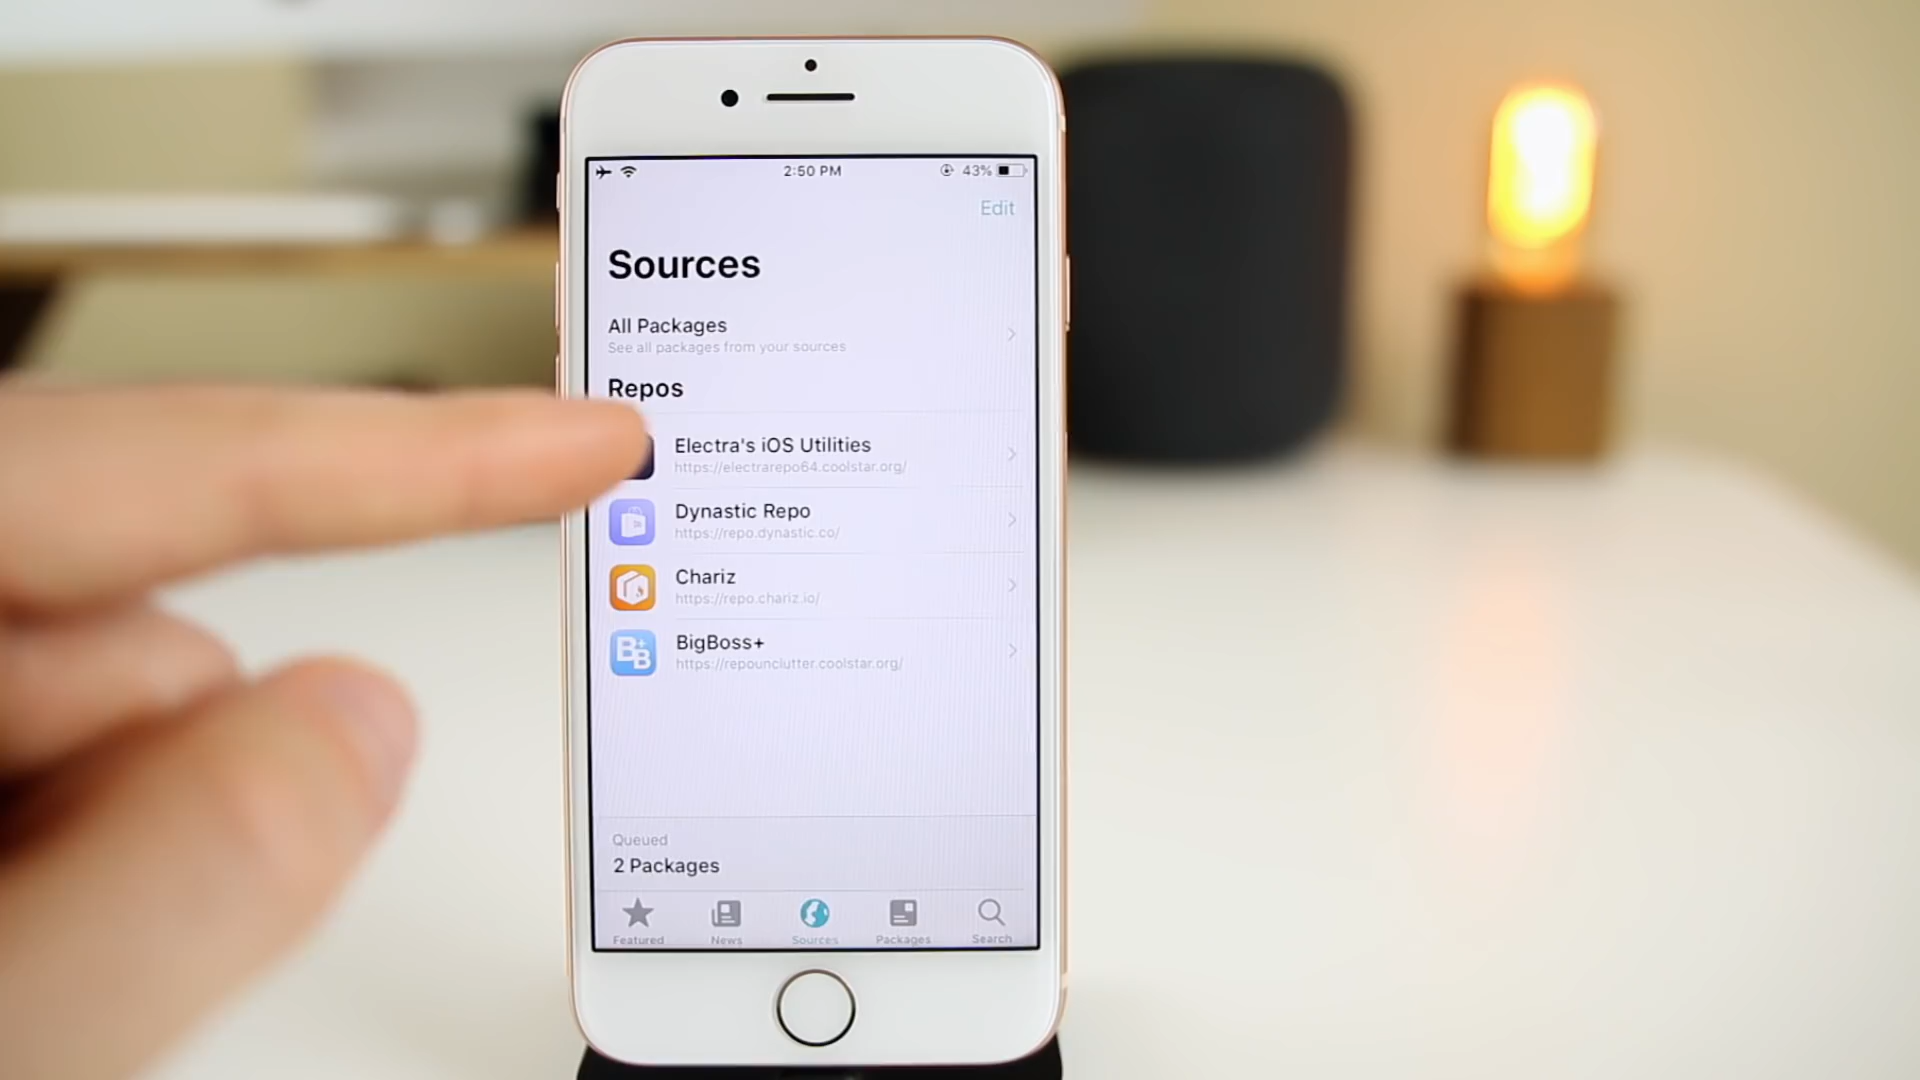 2:50 PM
43%
Edit
Sources
All Packages
See all packages from your sources
Repos
Electra's iOS Utilities
https://electrarepo64.coolstar.org/
Dynastic Repo
https://repo.dynastic.co/
Chariz
https://repo.chariz.io/
BB+
BigBoss+
https://repounclutter.coolstar.org/
Queued
2 Packages
Featured
News
Sources
Packages
Search